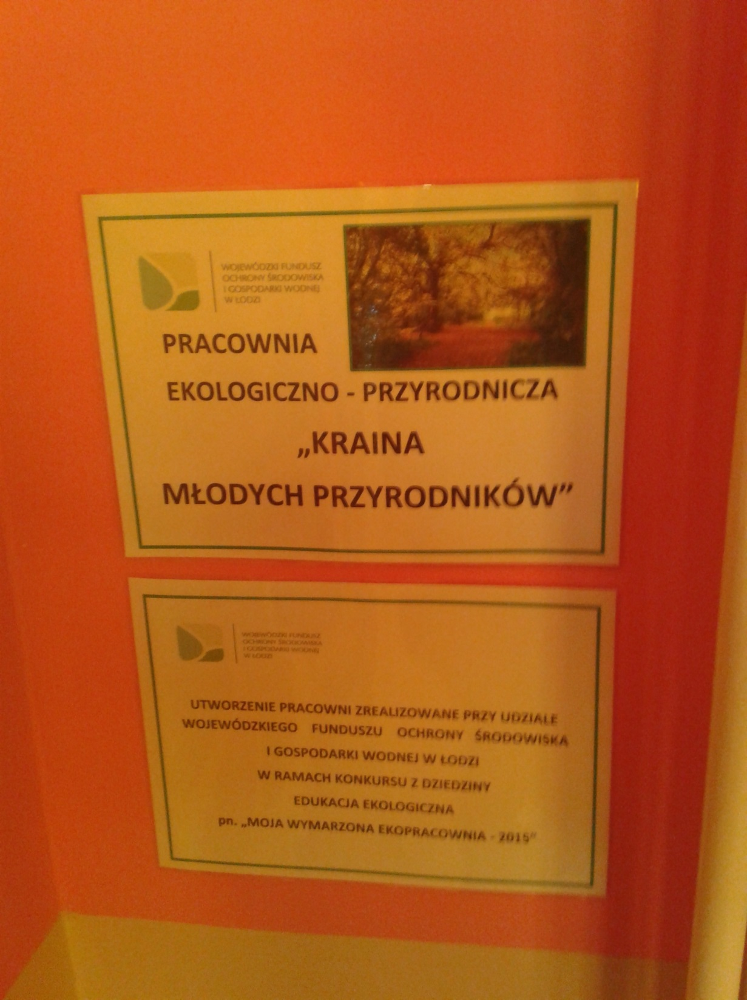 WOJEWÓDZKI FUNDUSZ
OCHRONY ŚRODOWISKA
I GOSPODARKI WODNEJ
W ŁODZI
PRACOWNIA
EKOLOGICZNO - PRZYRODNICZA
„KRAINA
MŁODYCH PRZYRODNIKÓW”
WOJEWÓDZKI FUNDUSZ
OCHRONY ŚRODOWISKA
I GOSPODARKI WODNEJ
W ŁODZI
UTWORZENIE PRACOWNI ZREALIZOWANE PRZY UDZIALE
WOJEWÓDZKIEGO FUNDUSZU OCHRONY ŚRODOWISKA
I GOSPODARKI WODNEJ W ŁODZI
W RAMACH KONKURSU Z DZIEDZINY
EDUKACJA EKOLOGICZNA
pn. „MOJA WYMARZONA EKOPRACOWNIA - 2015”